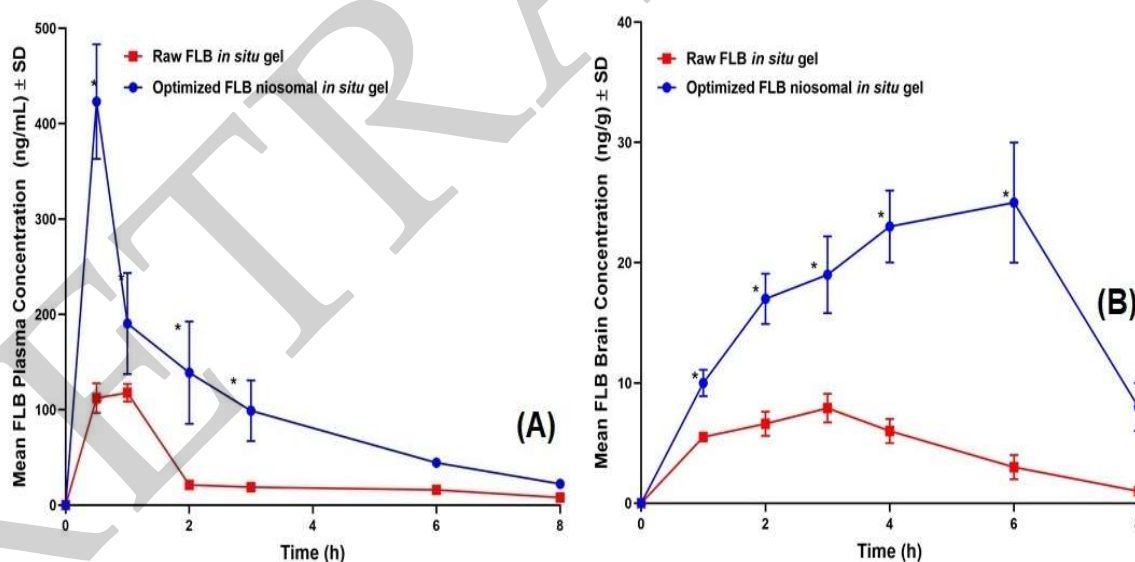 Mean FLB Plasma Concentration (ng/mL) ± SD
500
400
300
200
100
0
Raw FLB in situ gel
Optimized FLB niosomal in situ gel
*
*
*
*
(A)
0
2
4
6
8
Time (h)
Mean FLB Brain Concentration (ng/g) ± SD
40
30
20
10
0
Raw FLB in situ gel
Optimized FLB niosomal in situ gel
*
*
*
*
*
(B)
0
2
4
6
Time (h)
ETRA